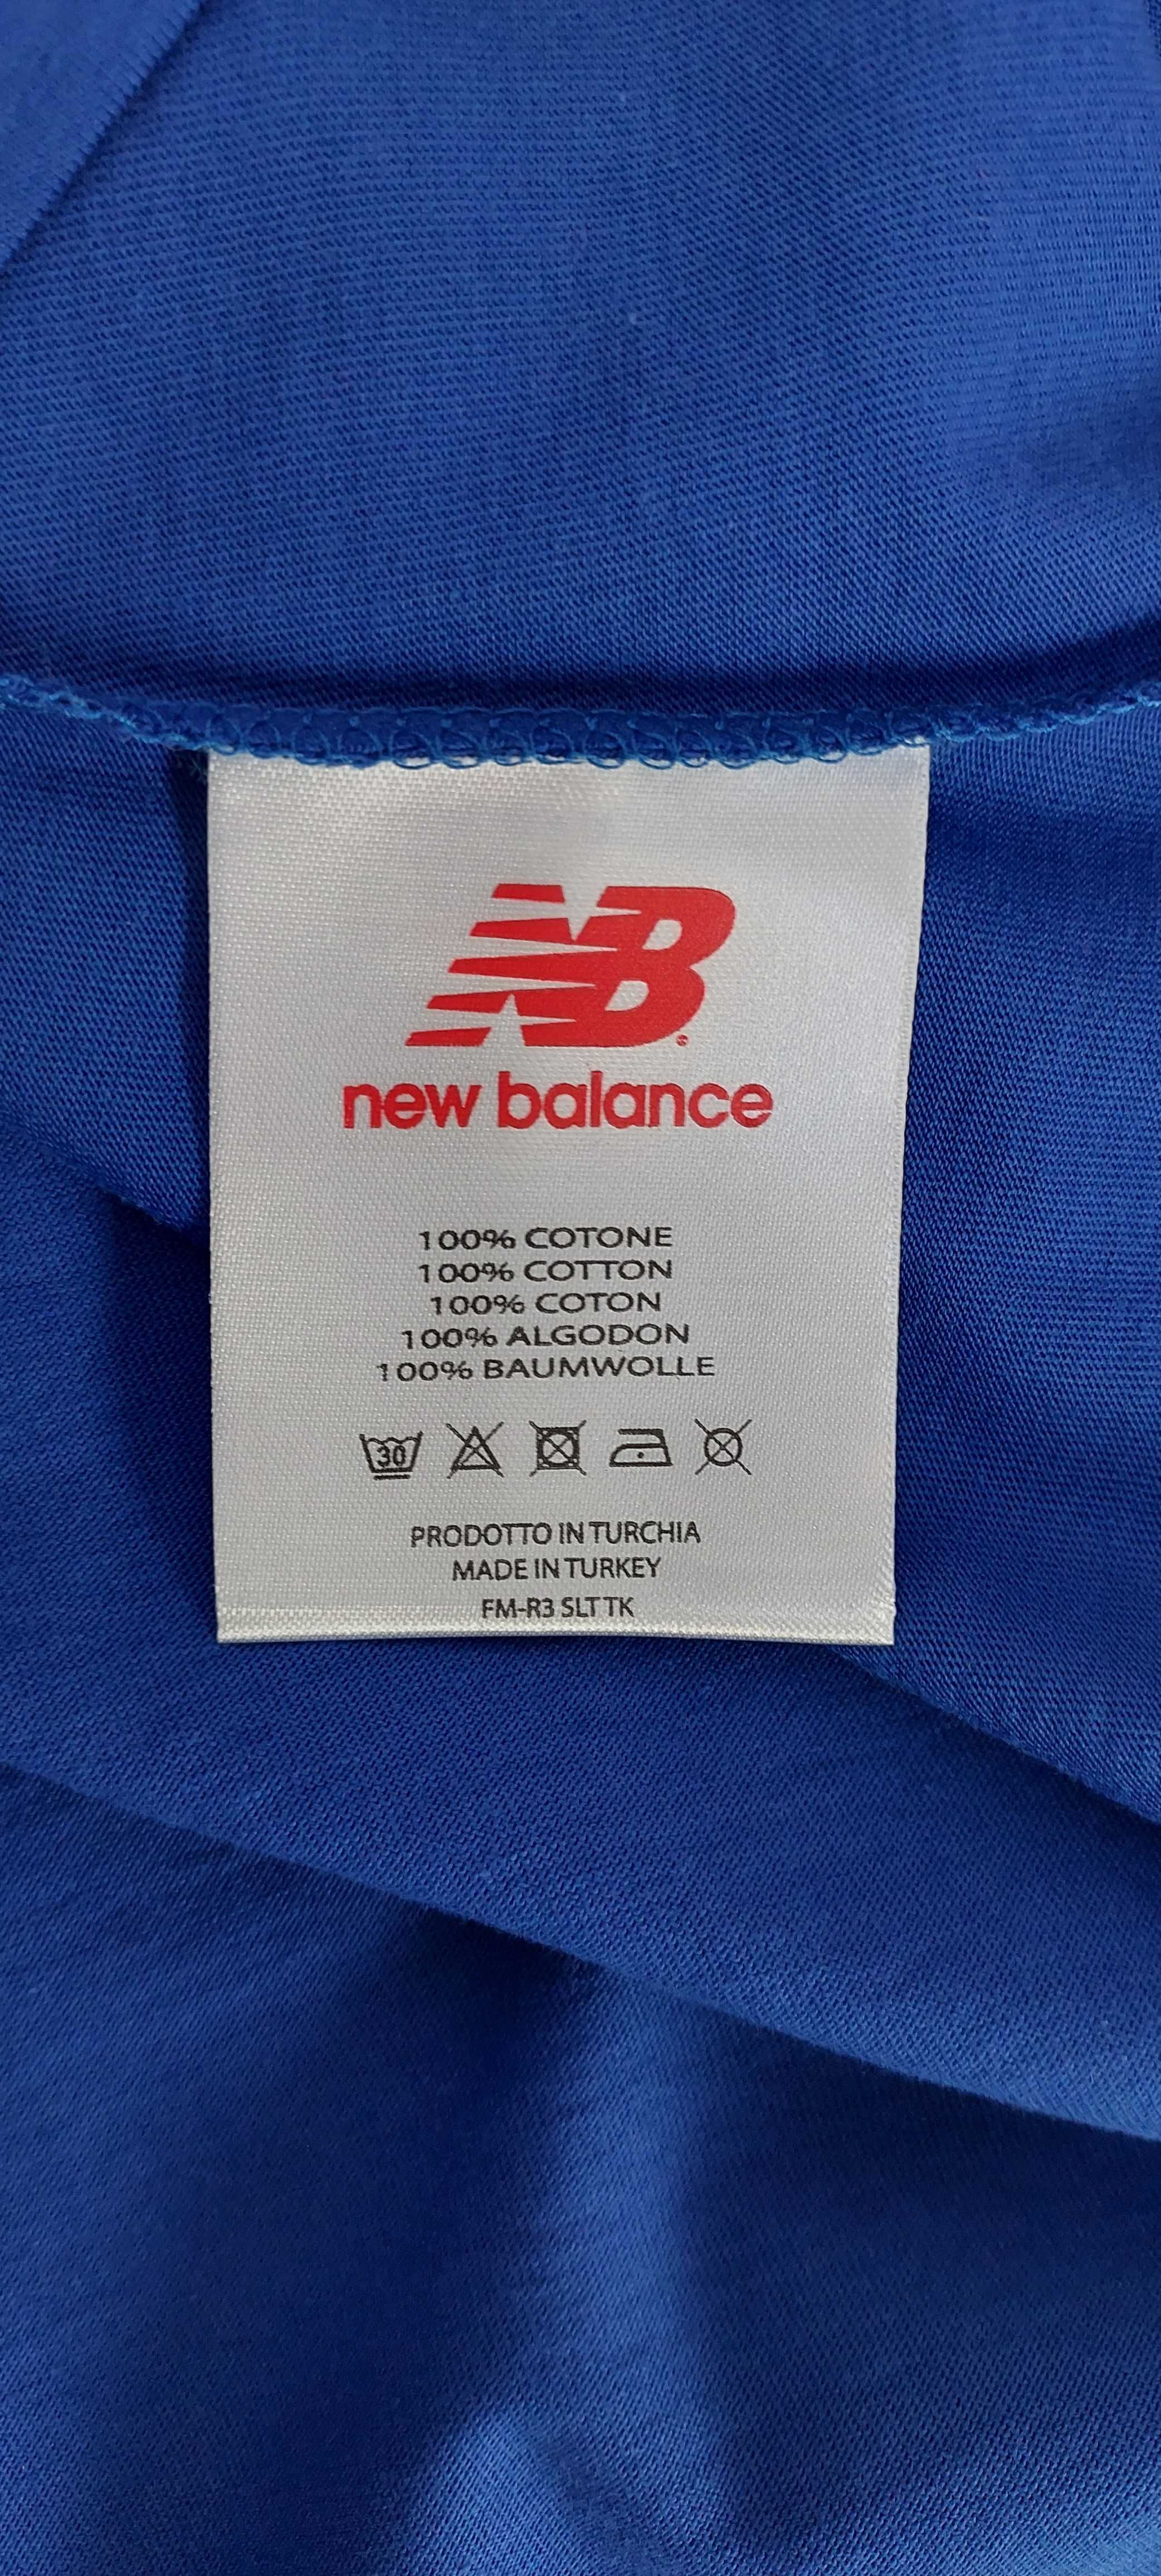 NB
new balance
100% COTONE
100% COTTON
100% COTON
100% ALGODON
100% BAUMWOLLE
30
PRODOTTO IN TURCHIA
MADE IN TURKEY
FM-R3 SLT TK